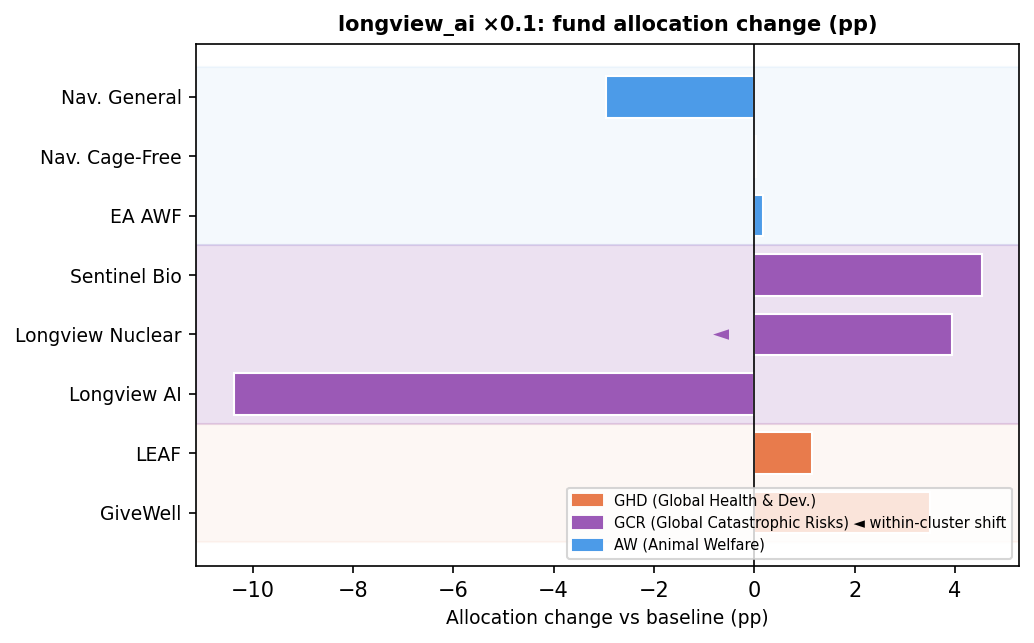 longview_ai ×0.1: fund allocation change (pp)
Nav. General
Nav. Cage-Free
EA AWF
Sentinel Bio
Longview Nuclear
◄
Longview AI
LEAF
GiveWell
GHD (Global Health & Dev.)
GCR (Global Catastrophic Risks) ◄ within-cluster shift
AW (Animal Welfare)
−10 −8 −6 −4 −2 0 2 4
Allocation change vs baseline (pp)